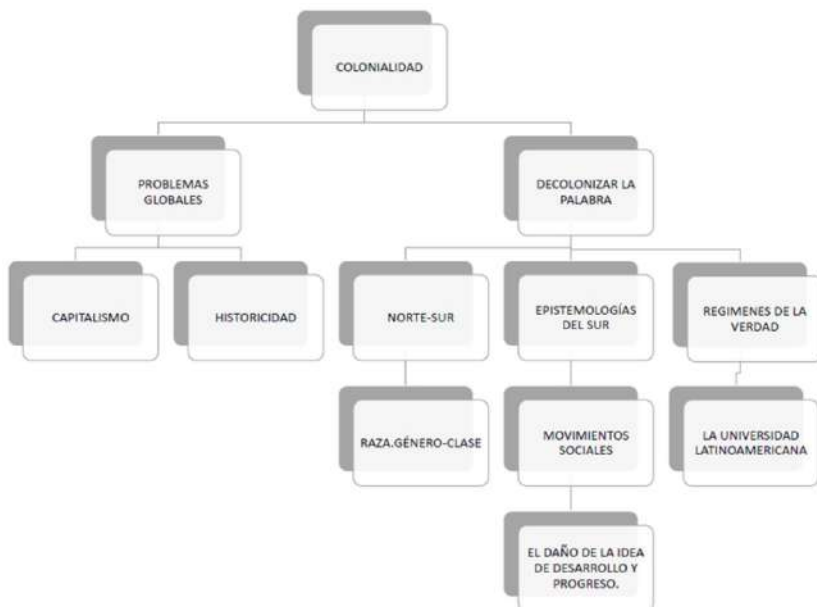 COLONIALIDAD
PROBLEMAS
GLOBALES
DECOLONIZAR LA
PALABRA
CAPITALISMO
HISTORICIDAD
NORTE-SUR
EPISTEMOLOGÍAS
DEL SUR
REGIMENES DE LA
VERDAD
RAZA.GÉNERO-CLASE
MOVIMIENTOS
SOCIALES
LA UNIVERSIDAD
LATINOAMERICANA
EL DAÑO DE LA IDEA
DE DESARROLLO Y
PROGRESO.